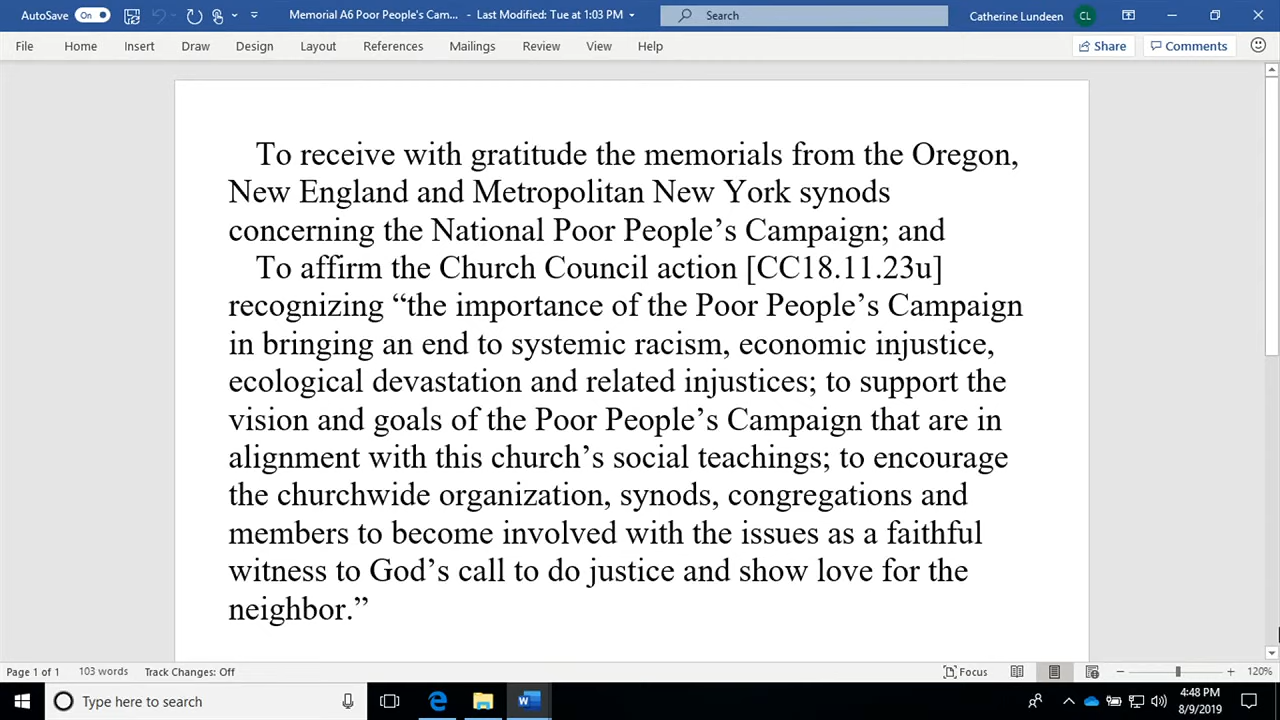 AutoSave On Memorial A6 Poor People's Cam... - Last Modified: Tue at 1:03 PM Search Catherine Lundeen CL
File Home Insert Draw Design Layout References Mailings Review View Help Share Comments
To receive with gratitude the memorials from the Oregon,
New England and Metropolitan New York synods
concerning the National Poor People’s Campaign; and
To affirm the Church Council action [CC18.11.23u]
recognizing “the importance of the Poor People’s Campaign
in bringing an end to systemic racism, economic injustice,
ecological devastation and related injustices; to support the
vision and goals of the Poor People’s Campaign that are in
alignment with this church’s social teachings; to encourage
the churchwide organization, synods, congregations and
members to become involved with the issues as a faithful
witness to God’s call to do justice and show love for the
neighbor.”
Page 1 of 1 103 words Track Changes: Off Focus 120%
Type here to search 4:48 PM
8/9/2019